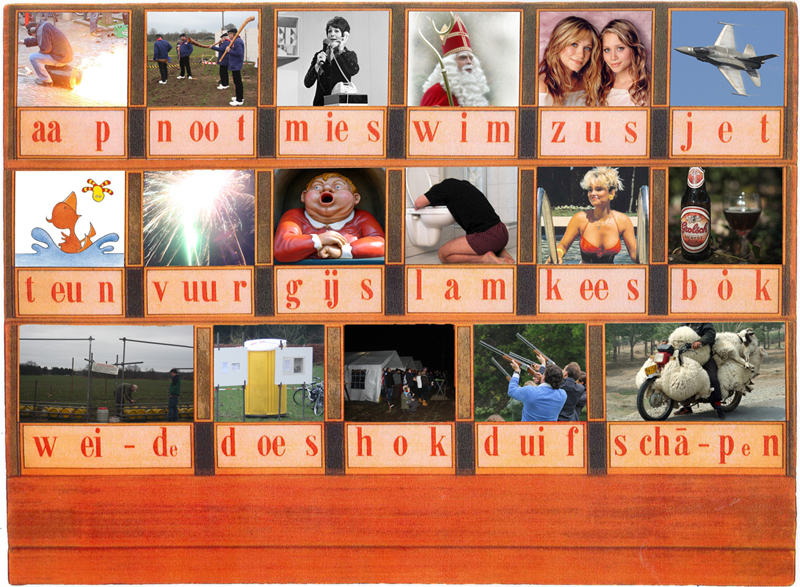 aap noot mies wim zus jet
teun vuur gijs lam kees bòk
Grolsch
wei-de does hok duif schā-pen